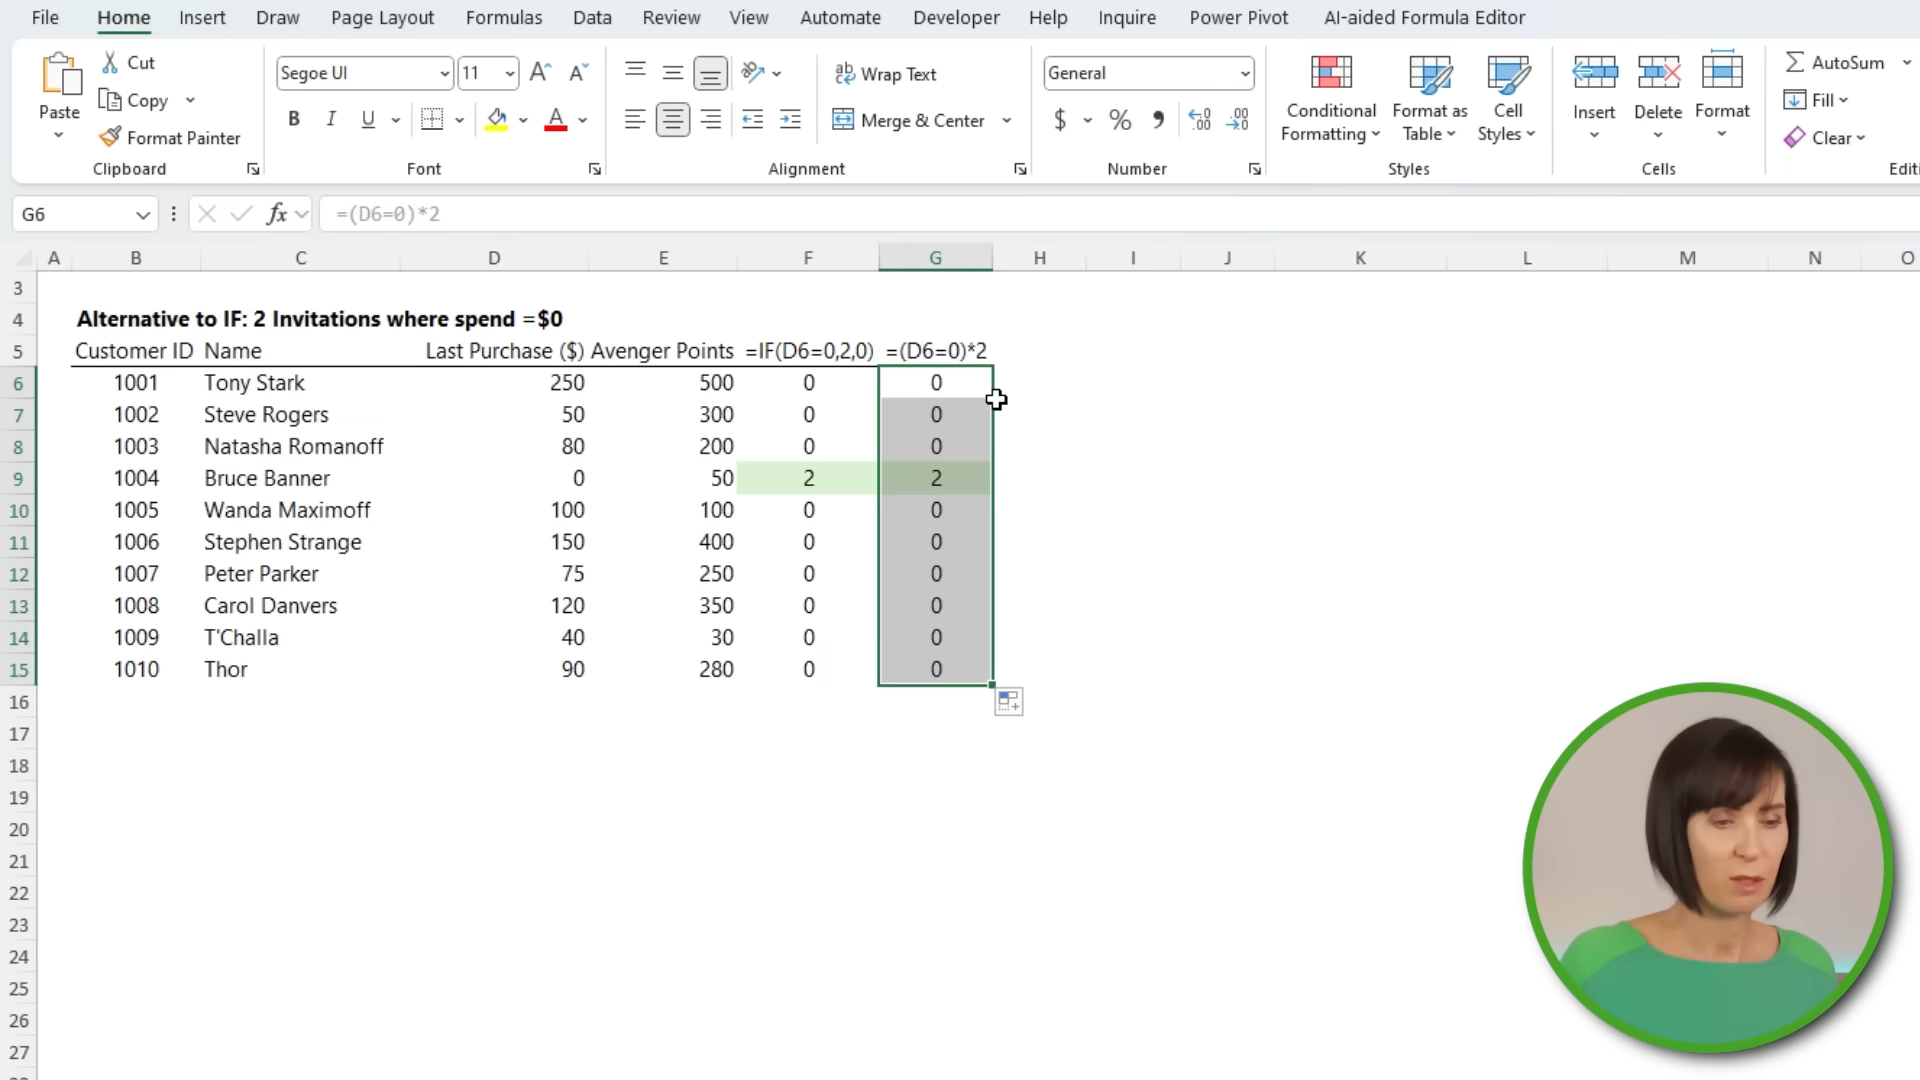 File Home Insert Draw Page Layout Formulas Data Review View Automate Developer Help Inquire Power Pivot AI-aided Formula Editor
Paste Cut Copy Format Painter
Clipboard
Segoe UI 11
B I U A
Font
Wrap Text
Merge & Center
Alignment
General
$ % 9
Number
Conditional Formatting
Format as Table
Cell Styles
Styles
Insert Delete Format
Cells
AutoSum
Fill
Clear
Editi
G6 fx =(D6=0)*2
A B C D E F G H I J K L M N O
3
4 Alternative to IF: 2 Invitations where spend =$0
5 Customer ID Name Last Purchase ($) Avenger Points =IF(D6=0,2,0) =(D6=0)*2
6 1001 Tony Stark 250 500 0 0
7 1002 Steve Rogers 50 300 0 0
8 1003 Natasha Romanoff 80 200 0 0
9 1004 Bruce Banner 0 50 2 2
10 1005 Wanda Maximoff 100 100 0 0
11 1006 Stephen Strange 150 400 0 0
12 1007 Peter Parker 75 250 0 0
13 1008 Carol Danvers 120 350 0 0
14 1009 T'Challa 40 30 0 0
15 1010 Thor 90 280 0 0
16
17
18
19
20
21
22
23
24
25
26
27